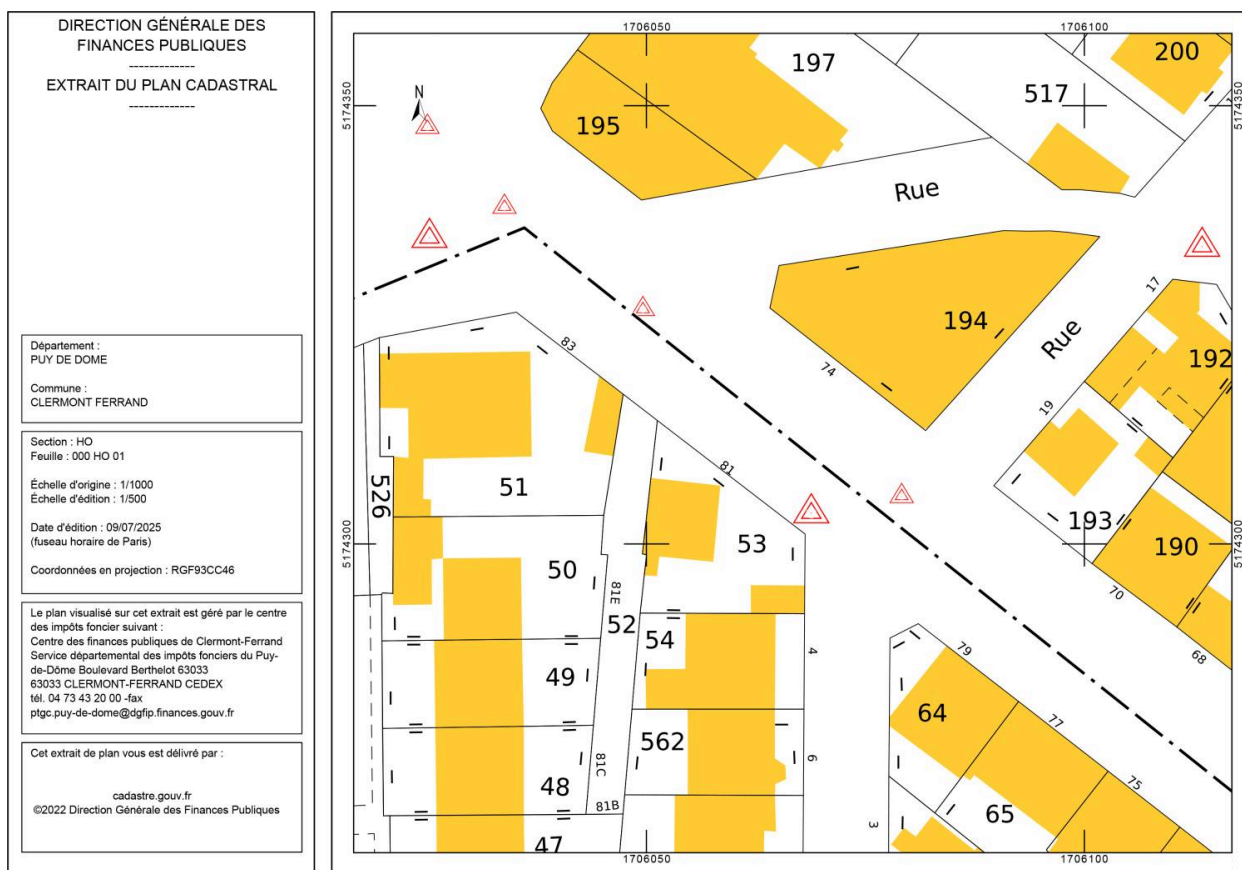 DIRECTION GÉNÉRALE DES
FINANCES PUBLIQUES
-------------
EXTRAIT DU PLAN CADASTRAL
-------------
Département :
PUY DE DOME
Commune :
CLERMONT FERRAND
Section : HO
Feuille : 000 HO 01
Échelle d'origine : 1/1000
Échelle d'édition : 1/500
Date d'édition : 09/07/2025
(fuseau horaire de Paris)
Coordonnées en projection : RGF93CC46
Le plan visualisé sur cet extrait est géré par le centre
des impôts foncier suivant :
Centre des finances publiques de Clermont-Ferrand
Service départemental des impôts fonciers du Puy-
de-Dôme Boulevard Berthelot 63033
63033 CLERMONT-FERRAND CEDEX
tél. 04 73 43 20 00 -fax
ptgc.puy-de-dome@dgfip.finances.gouv.fr
Cet extrait de plan vous est délivré par :
cadastre.gouv.fr
©2022 Direction Générale des Finances Publiques
1706050
1706100
5174350
5174350
N
197
200
517
195
Rue
17
194
Rue
83
74
192
19
81
526
51
193
53
5174300
5174300
50
190
81E
70
52
54
4
68
79
49
64
77
562
6
81C
75
48
81B
65
3
47
1706050
1706100